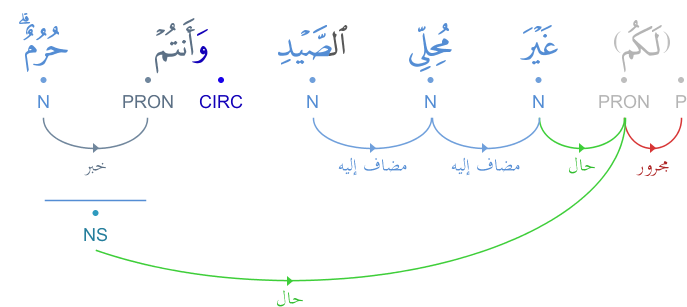 (لَكُم) غَيْرَ مُحِلِّي ٱلصَّيْدِ وَأَنتُمْ حُرُمٌ ۗ
P PRON N N N CIRC PRON N
مجرور حال مضاف إليه مضاف إليه خبر
NS
حال